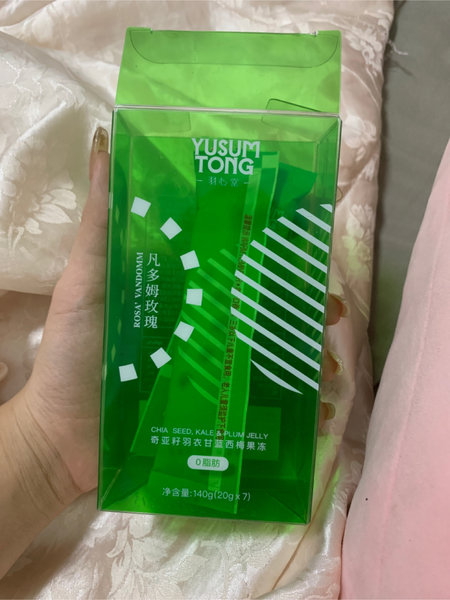 YUSUM
TONG
羽心堂
凡多姆玫瑰
ROSA' VANDOMM
CHIA SEED, KALE & PLUM JELLY
奇亚籽羽衣甘蓝西梅果冻
0脂肪
净含量:140g(20g x 7)